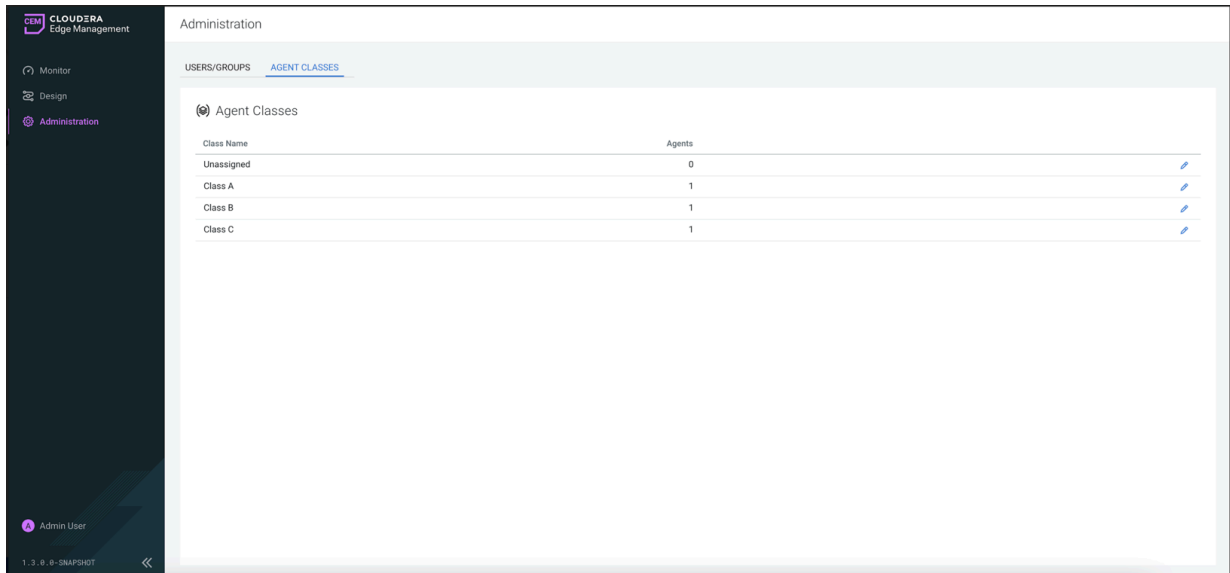 CEM CLOUDERA
Edge Management
Administration
Monitor
Design
Administration
USERS/GROUPS AGENT CLASSES
Agent Classes
Class Name Agents
Unassigned 0
Class A 1
Class B 1
Class C 1
A Admin User
1.3.0.0-SNAPSHOT